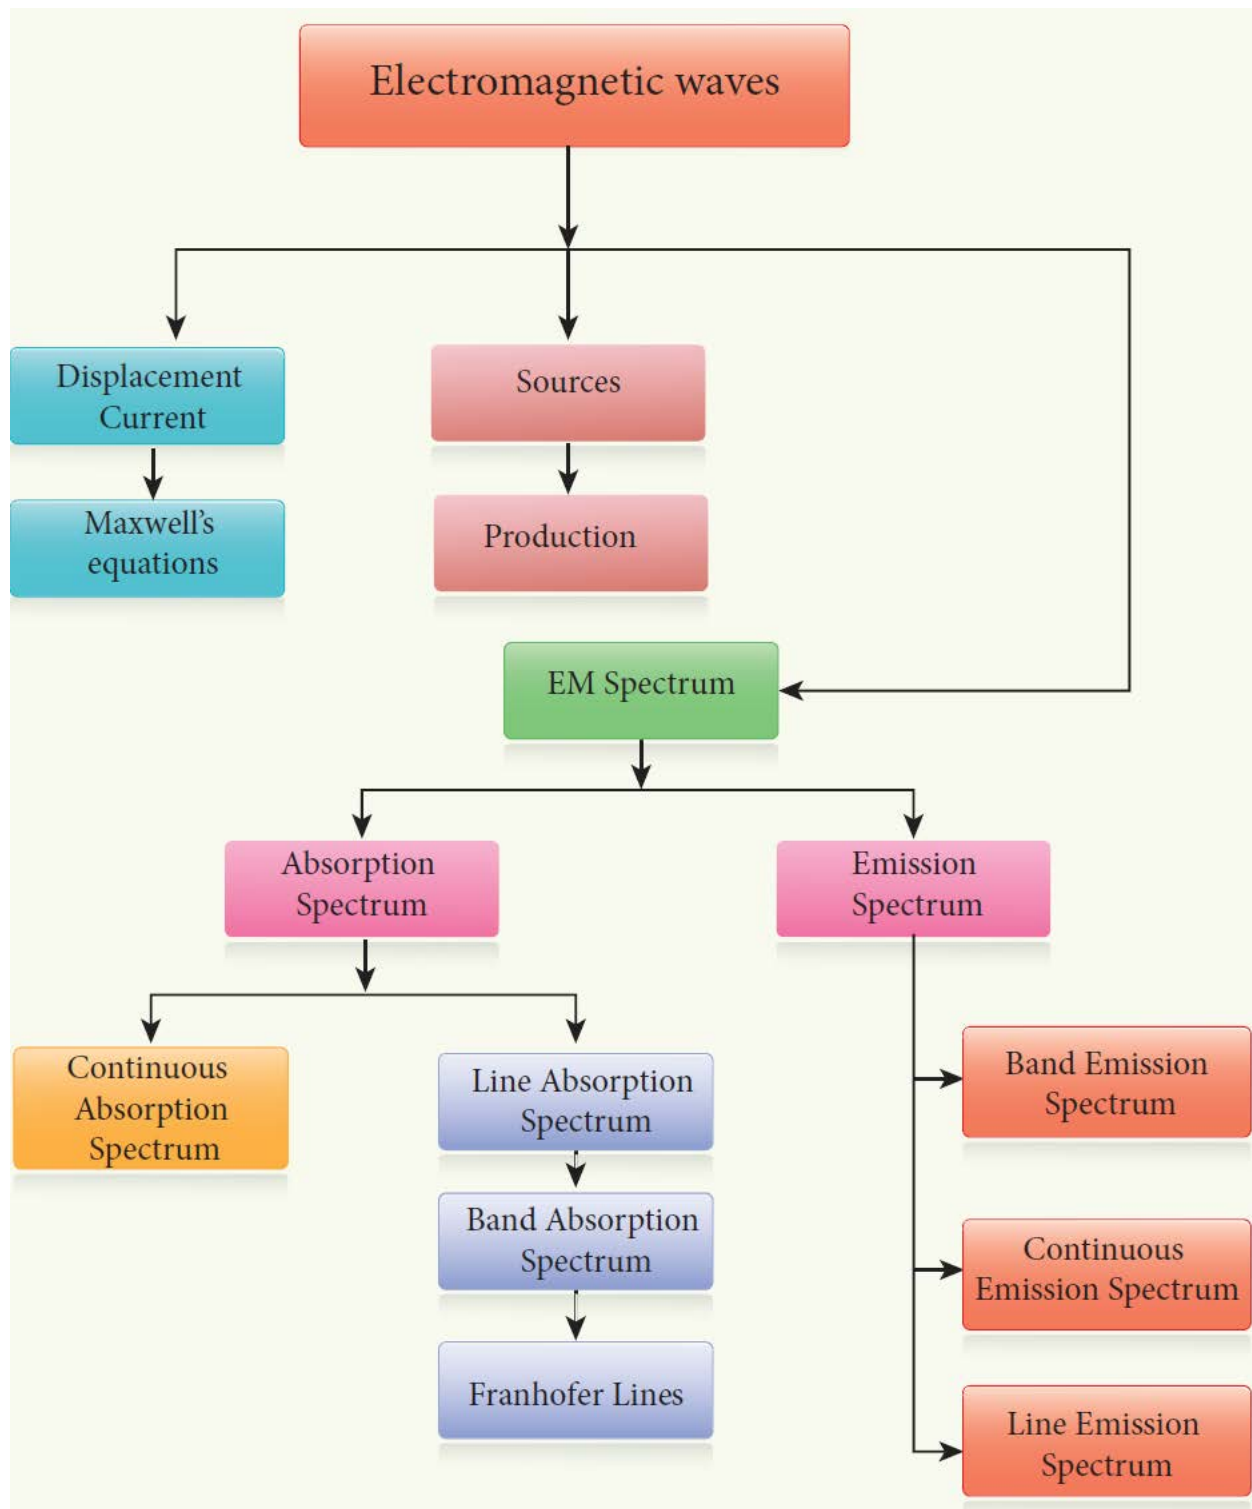 Electromagnetic waves
Displacement
Current
Sources
Maxwell's
equations
Production
EM Spectrum
Absorption
Spectrum
Emission
Spectrum
Continuous
Absorption
Spectrum
Line Absorption
Spectrum
Band Absorption
Spectrum
Franhofer Lines
Band Emission
Spectrum
Continuous
Emission Spectrum
Line Emission
Spectrum